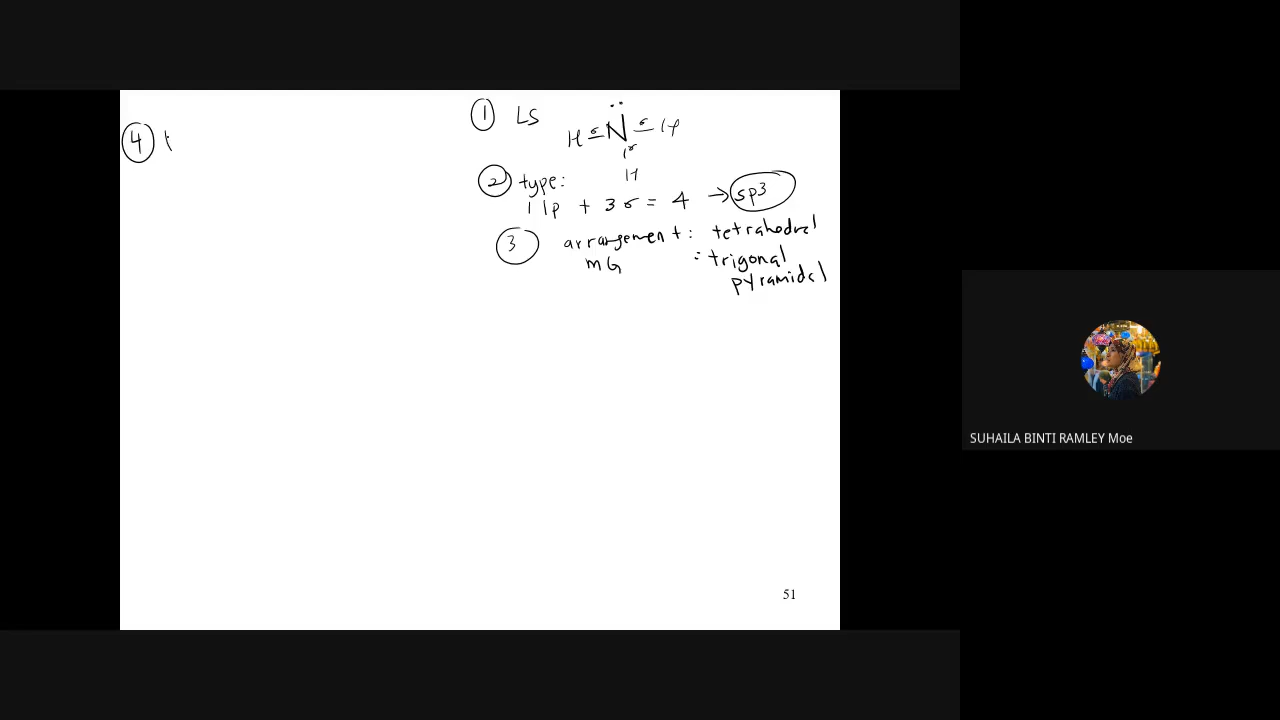 ① LS
H σ N̈ σ H
σ
H
④
② type:
1 lp + 3σ = 4 → sp3
③ arrangement: tetrahedral
mG : trigonal
pyramidal
SUHAILA BINTI RAMLEY Moe
51